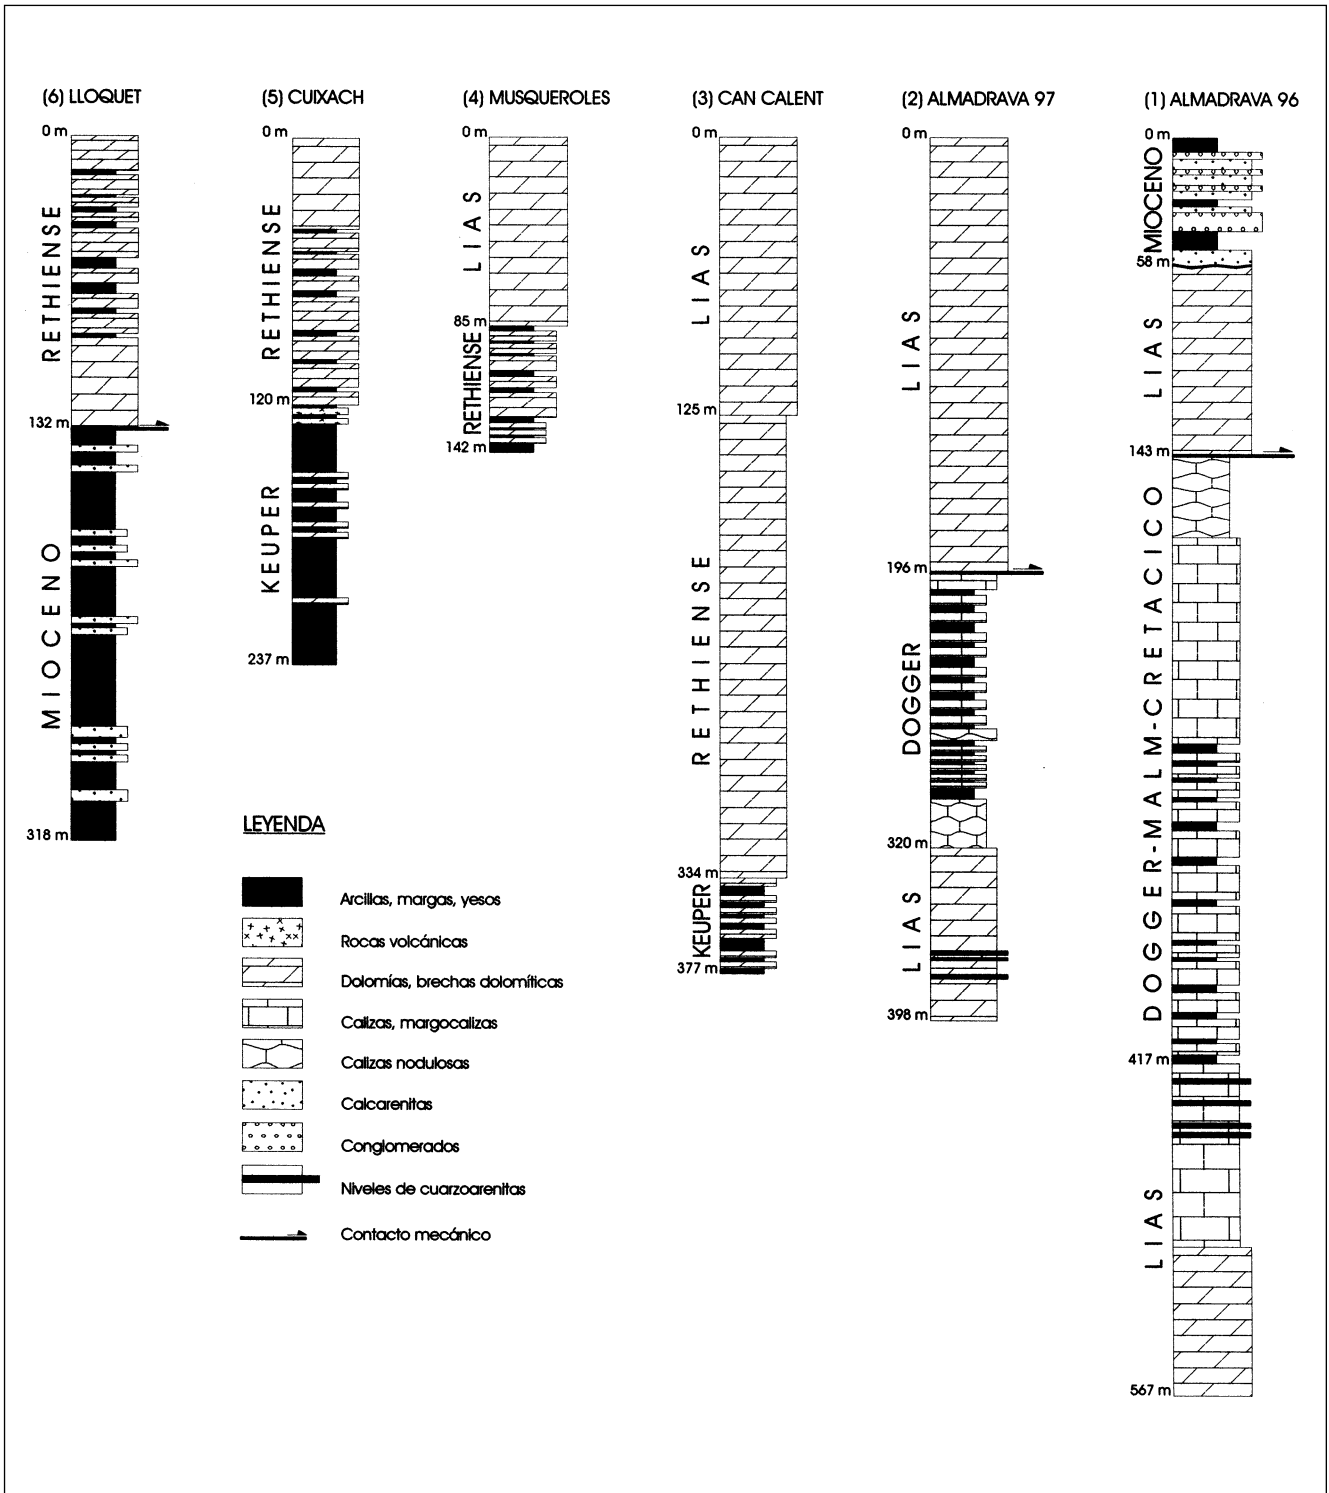 (6) LLOQUET
0 m
RETHIENSE
132 m
MIOCENO
318 m
(5) CUIXACH
0 m
RETHIENSE
120 m
KEUPER
237 m
(4) MUSQUEROLES
0 m
LIAS
85 m
RETHIENSE
142 m
(3) CAN CALENT
0 m
LIAS
125 m
RETHIENSE
334 m
KEUPER
377 m
(2) ALMADRAVA 97
0 m
LIAS
196 m
DOGGER
320 m
LIAS
398 m
(1) ALMADRAVA 96
0 m
MIOCENO
58 m
LIAS
143 m
DOGGER-MALM-CRETACICO
417 m
LIAS
567 m
LEYENDA
Arcillas, margas, yesos
Rocas volcánicas
Dolomías, brechas dolomíticas
Calizas, margocalizas
Calizas nodulosas
Calcarenitas
Conglomerados
Niveles de cuarzoarenitas
Contacto mecánico